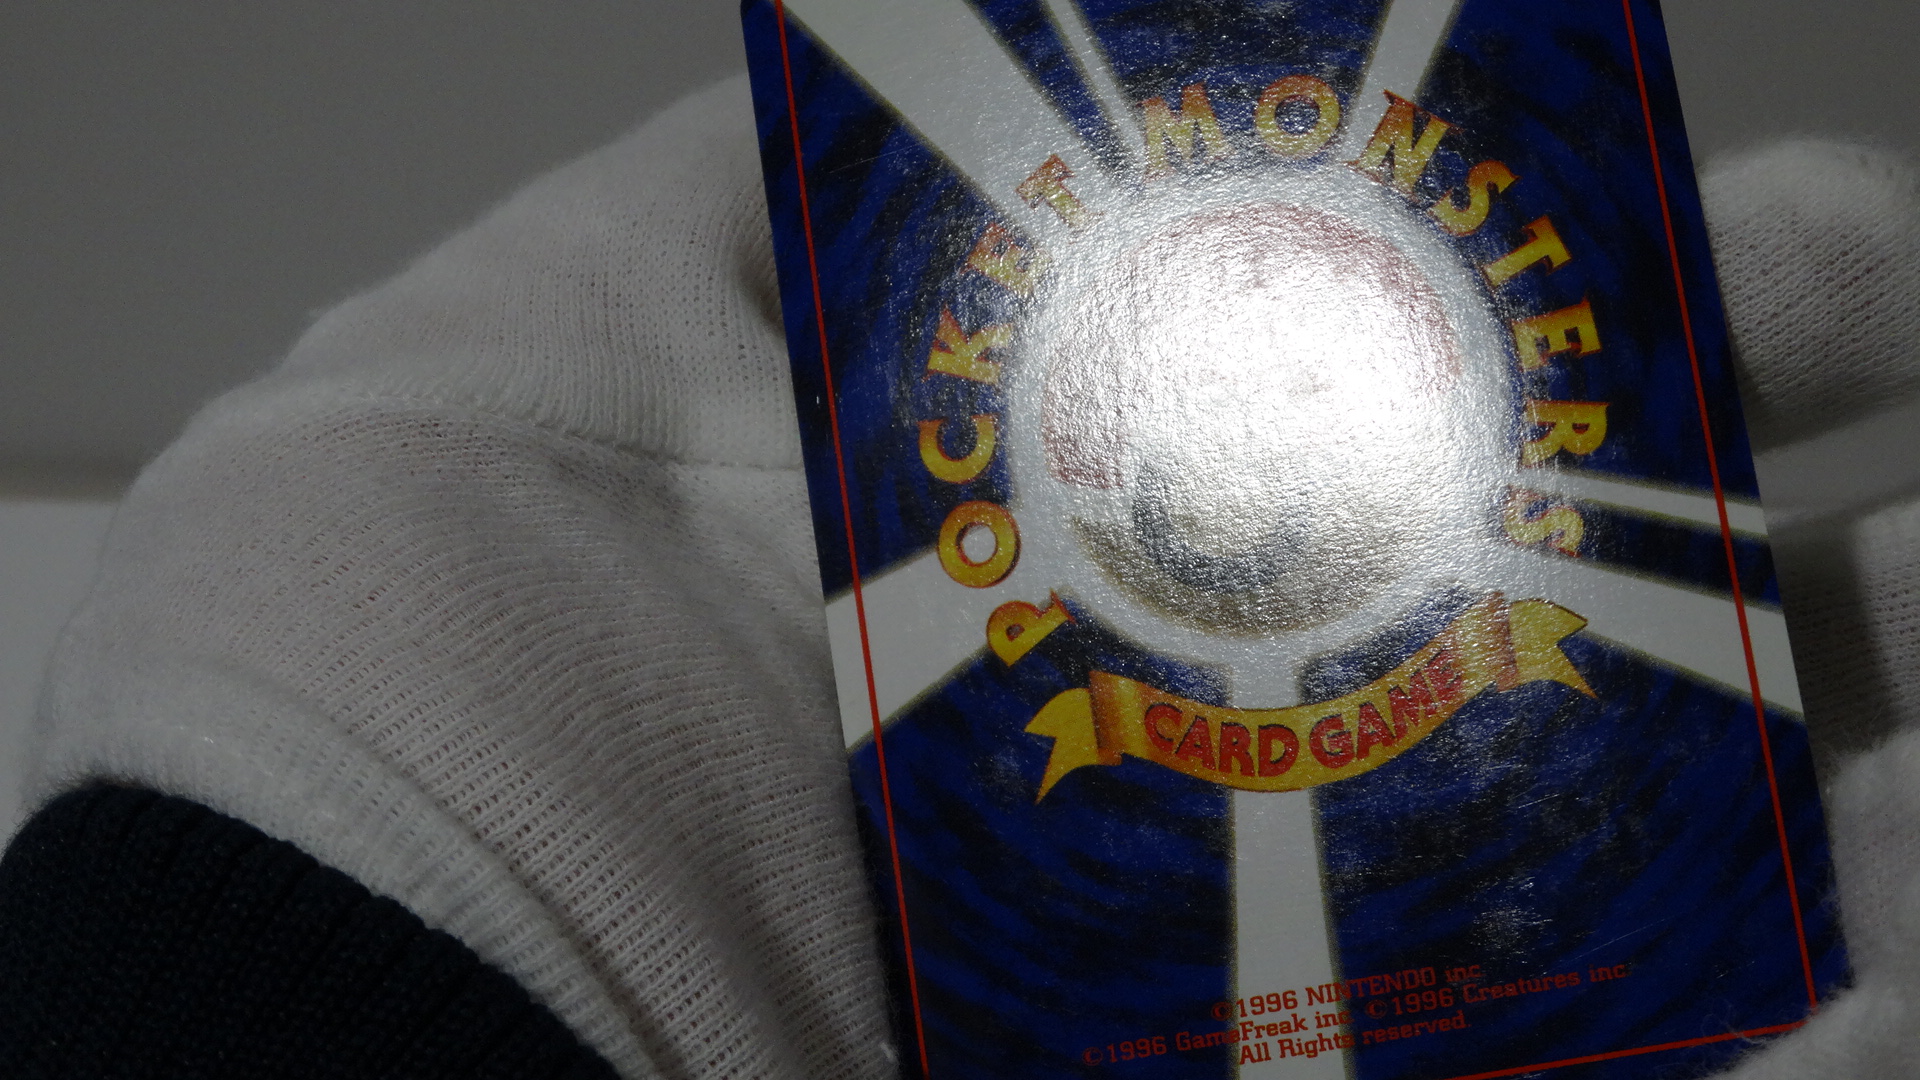 POCKET MONSTERS
CARD GAME
©1996 NINTENDO inc.
©1996 Creatures inc.
©1996 GameFreak inc.
All Rights reserved.